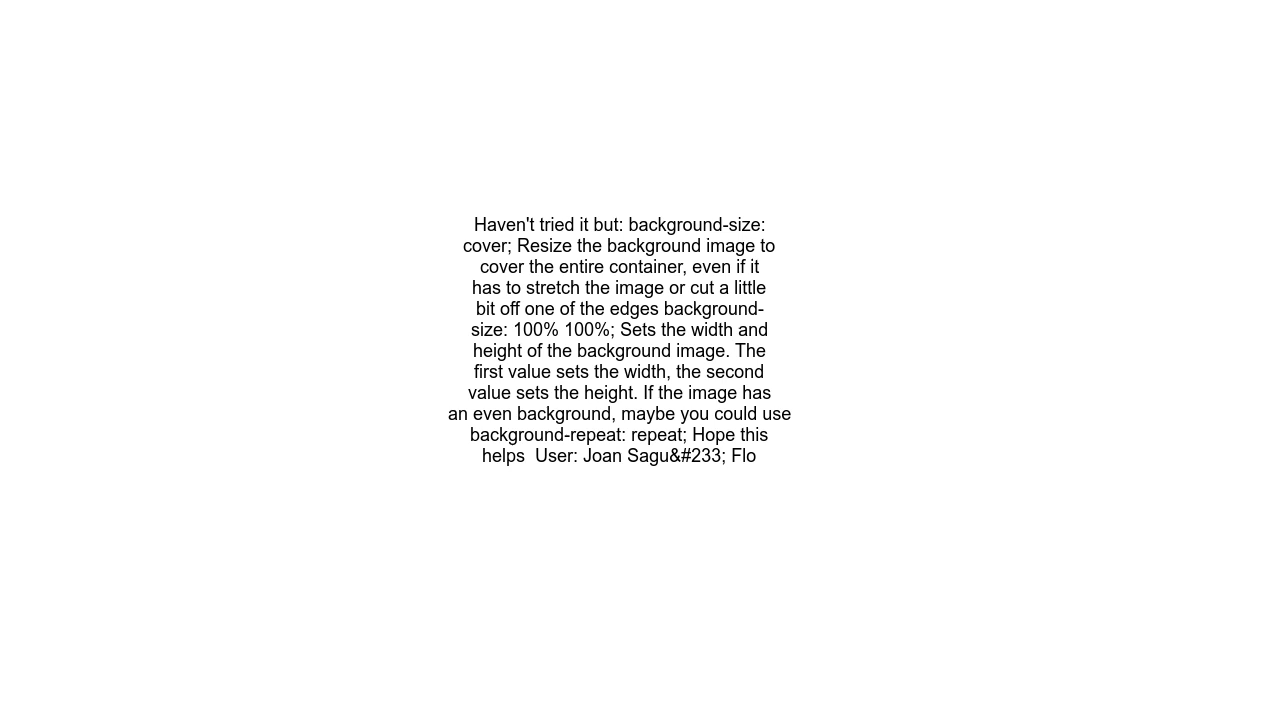 Haven't tried it but: background-size:
cover; Resize the background image to
cover the entire container, even if it
has to stretch the image or cut a little
bit off one of the edges background-
size: 100% 100%; Sets the width and
height of the background image. The
first value sets the width, the second
value sets the height. If the image has
an even background, maybe you could use
background-repeat: repeat; Hope this
helps  User: Joan Sagu&#233; Flo